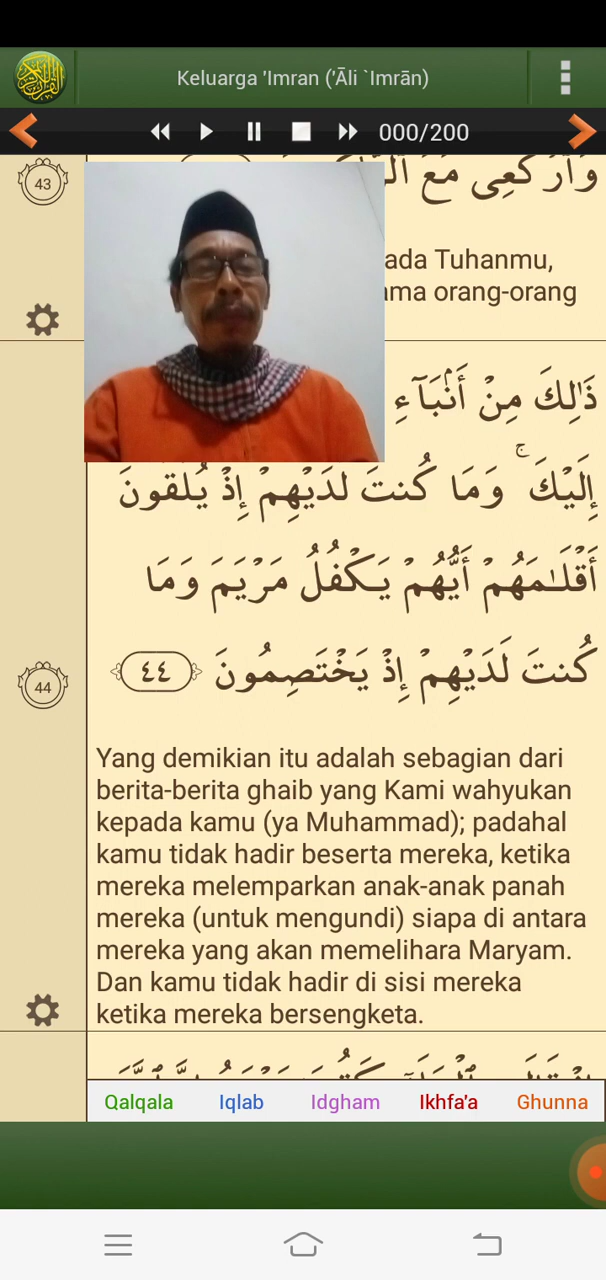 Keluarga 'Imran ('Āli `Imrān)
000/200
43
وَٱرْكَعِى مَعَ
ada Tuhanmu,
ama orang-orang
ذَٰلِكَ مِنْ أَنۢبَآءِ
إِلَيْكَ ۚ وَمَا كُنتَ لَدَيْهِمْ إِذْ يُلْقُونَ
أَقْلَـٰمَهُمْ أَيُّهُمْ يَكْفُلُ مَرْيَمَ وَمَا
كُنتَ لَدَيْهِمْ إِذْ يَخْتَصِمُونَ ٤٤
44
Yang demikian itu adalah sebagian dari
berita-berita ghaib yang Kami wahyukan
kepada kamu (ya Muhammad); padahal
kamu tidak hadir beserta mereka, ketika
mereka melemparkan anak-anak panah
mereka (untuk mengundi) siapa di antara
mereka yang akan memelihara Maryam.
Dan kamu tidak hadir di sisi mereka
ketika mereka bersengketa.
Qalqala Iqlab Idgham Ikhfa'a Ghunna